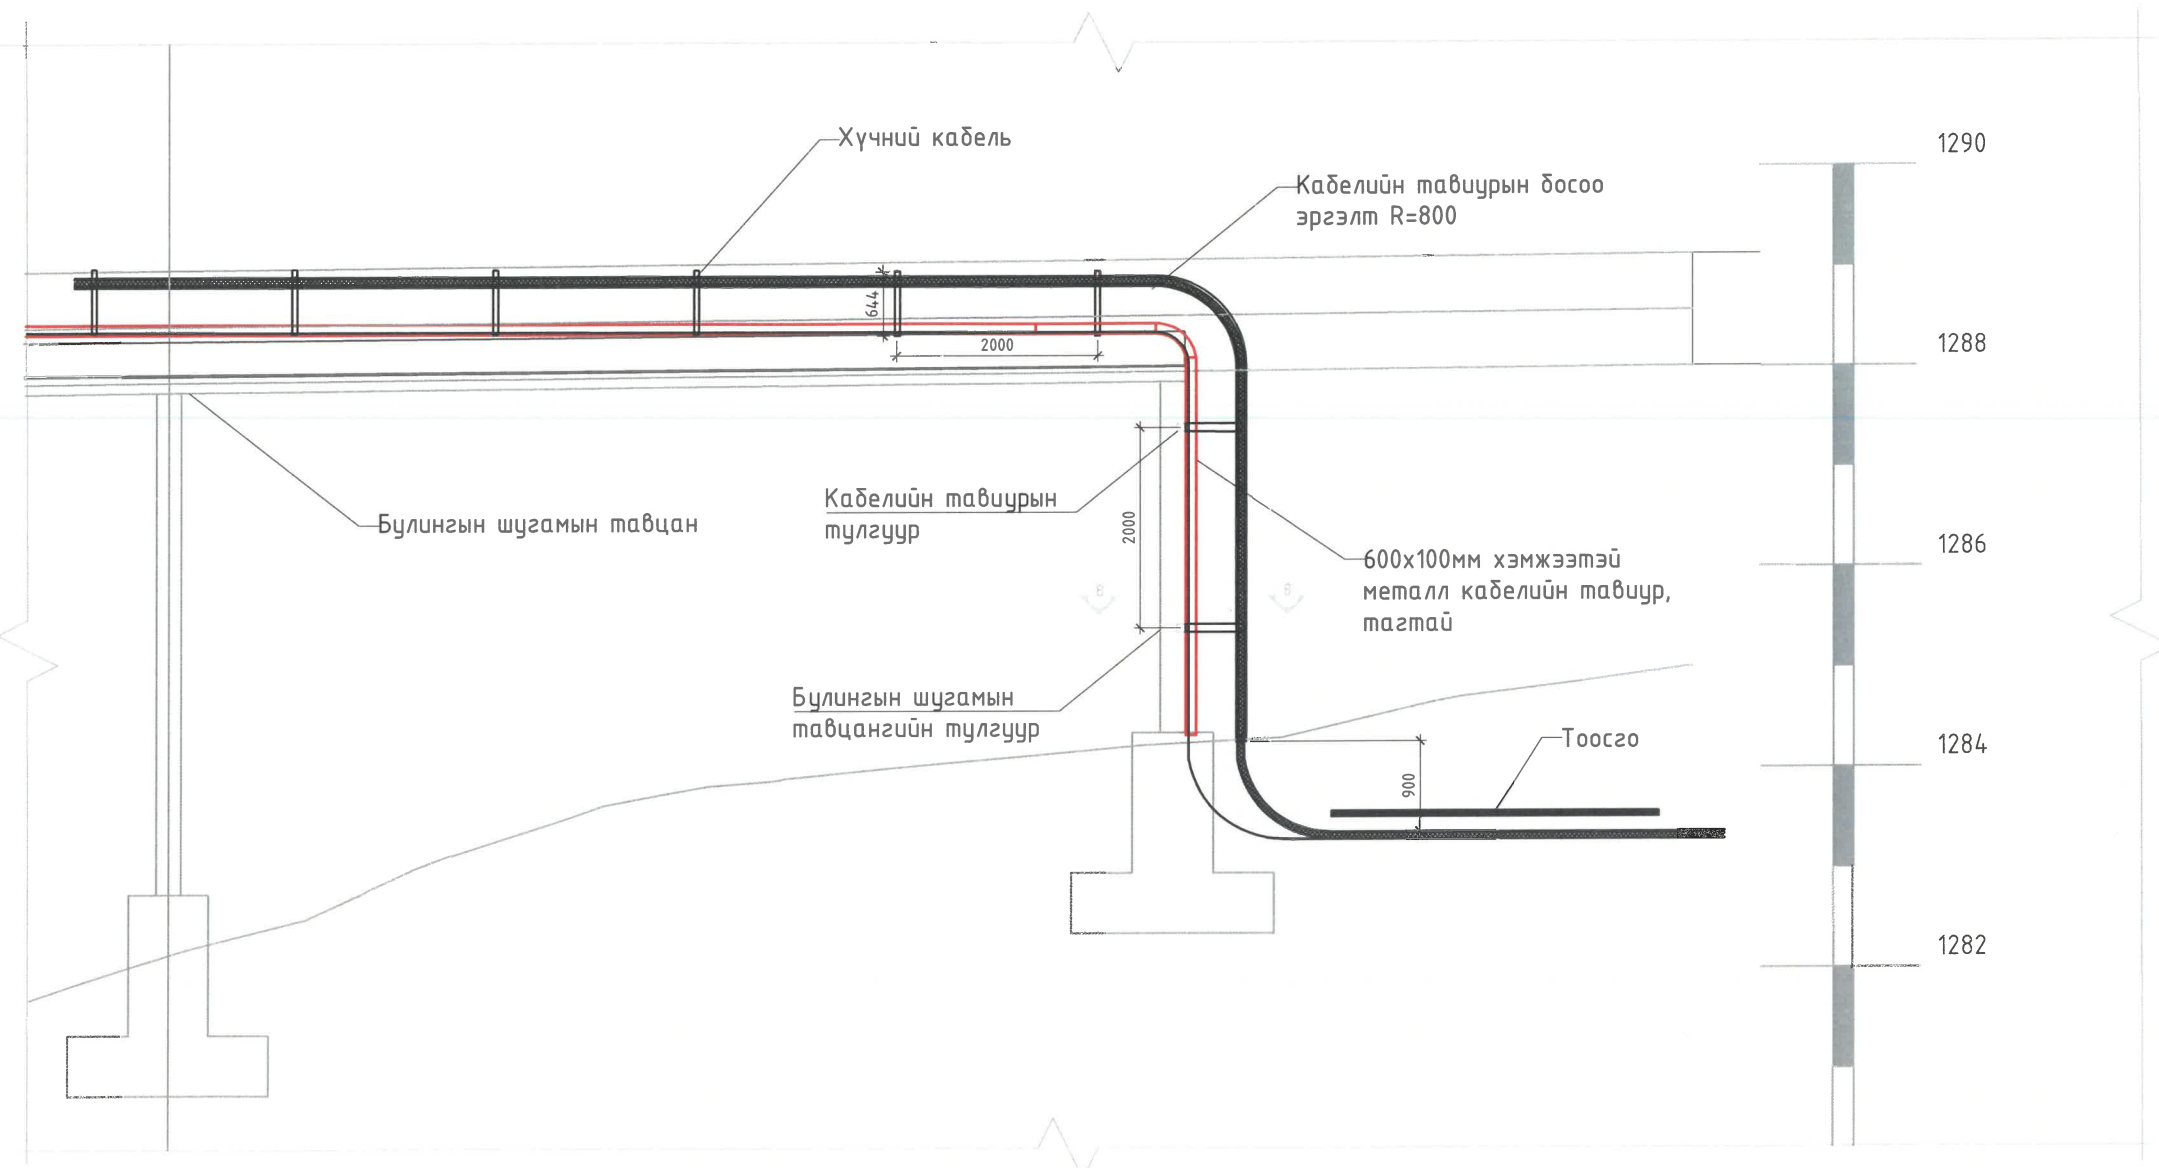 1290
Хүчний кабель
Кабелийн тавиурын босоо
эргэлт R=800
644
2000
1288
Кабелийн тавиурын
тулгуур
Булингын шугамын тавцан
2000
600x100мм хэмжээтэй
металл кабелийн тавиур,
тагтай
1286
В
В
Булингын шугамын
тавцангийн тулгуур
Тоосго
900
1284
1282